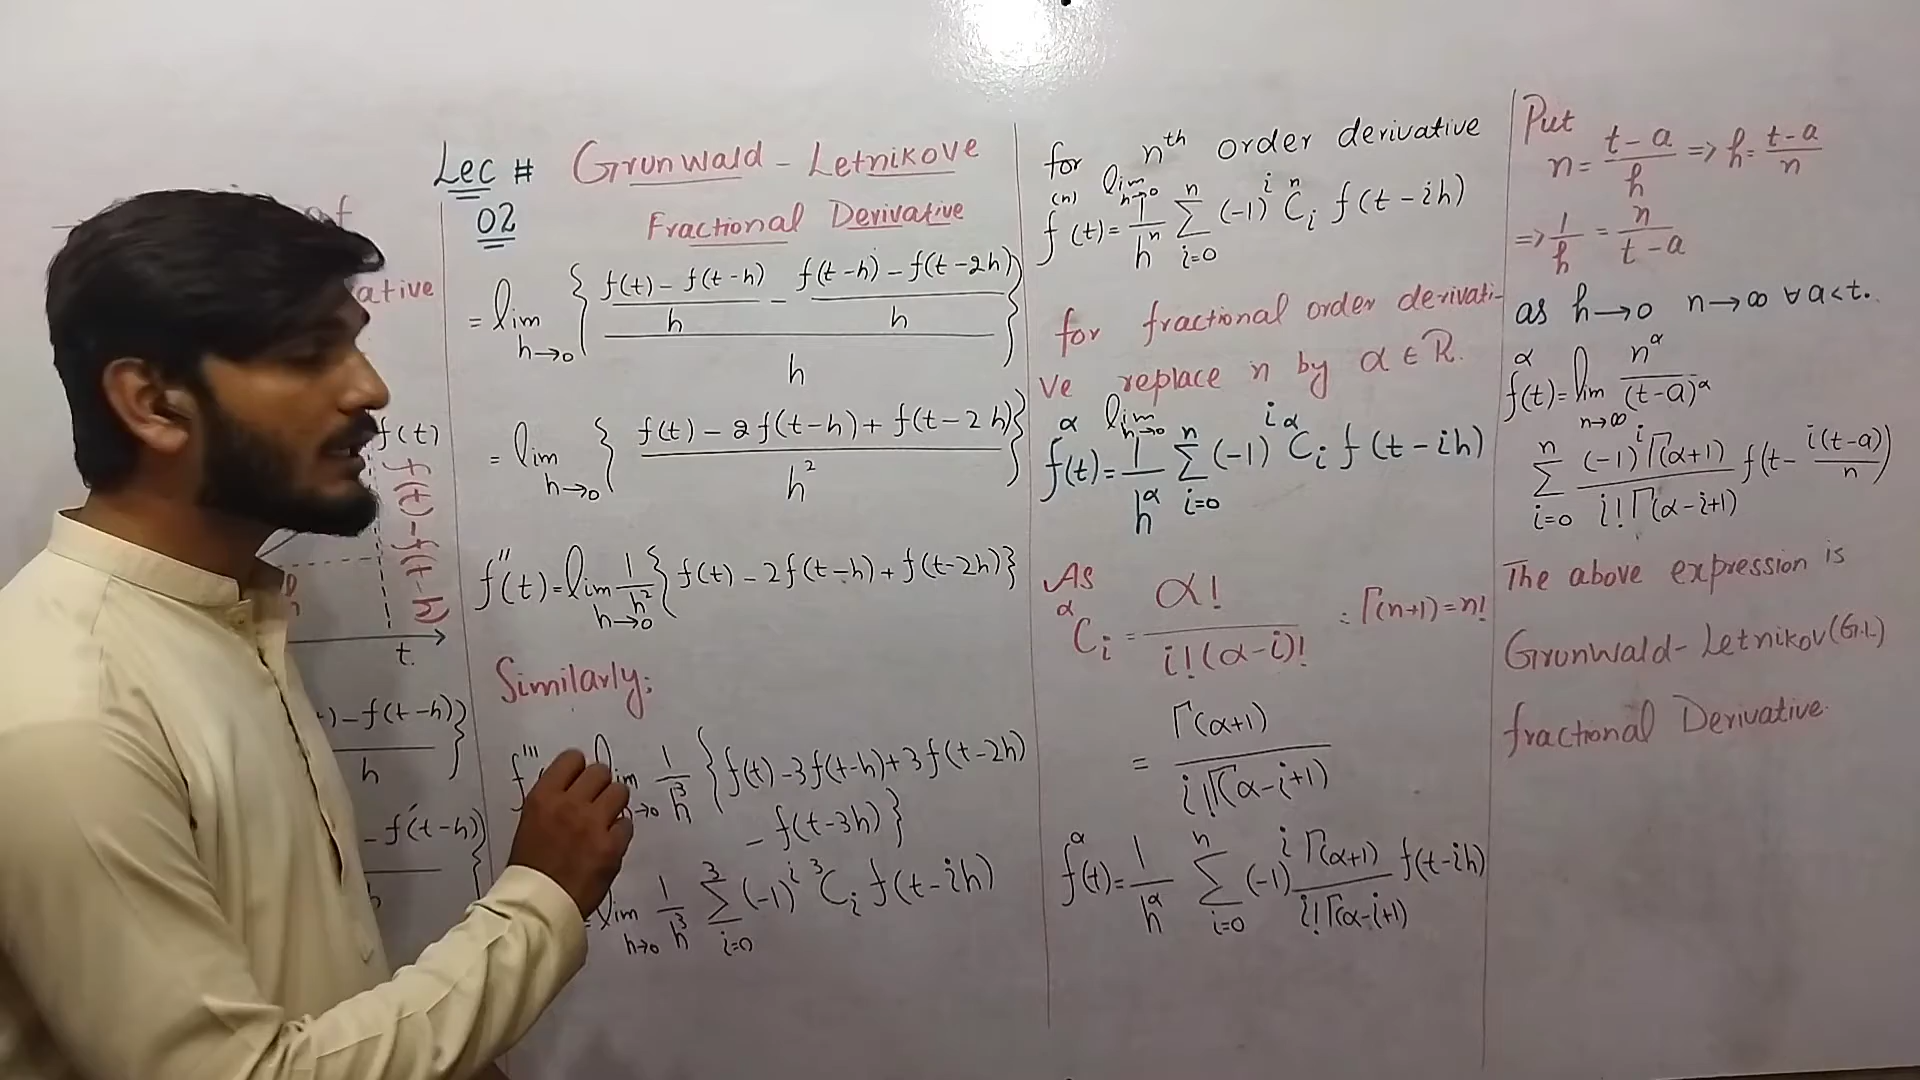 of
ative
f(t)
f(t)-f(t-h)
t.
)-f(t-h)}
h
-f(t-h)}
h
Lec # 02
Grunwald - Letnikove
Fractional Derivative
= lim h→0 { ( (f(t) - f(t-h))/h - (f(t-h) - f(t-2h))/h ) / h }
= lim h→0 { (f(t) - 2f(t-h) + f(t-2h)) / h² }
f''(t) = lim h→0 1/h² { f(t) - 2f(t-h) + f(t-2h) }
Similarly;
f''' lim h→0 1/h³ { f(t) - 3f(t-h) + 3f(t-2h)
- f(t-3h) }
= lim h→0 1/h³ Σ_{i=0}^{3} (-1)^i ³C_i f(t-ih)
for nth order derivative
f^(n)(t) = lim h→0 1/hⁿ Σ_{i=0}^{n} (-1)^i ⁿC_i f(t-ih)
for fractional order derivati-
ve replace n by α ∈ R.
f^α(t) = lim h→0 1/h^α Σ_{i=0}^{n} (-1)^i ^αC_i f(t-ih)
As
^αC_i = α! / i!(α-i)! : Γ(n+1) = n!
= Γ(α+1) / i!Γ(α-i+1)
f^α(t) = 1/h^α Σ_{i=0}^{n} (-1)^i Γ(α+1) / i!Γ(α-i+1) f(t-ih)
Put
n = (t-a)/h => h = (t-a)/n
=> 1/h = n/(t-a)
as h→0 n→∞ ∀ a<t.
f^α(t) = lim n→∞ n^α / (t-a)^α
Σ_{i=0}^{n} (-1)^i Γ(α+1) / i!Γ(α-i+1) f(t - i(t-a)/n)
The above expression is
Grunwald-Letnikov(G.L)
fractional Derivative.